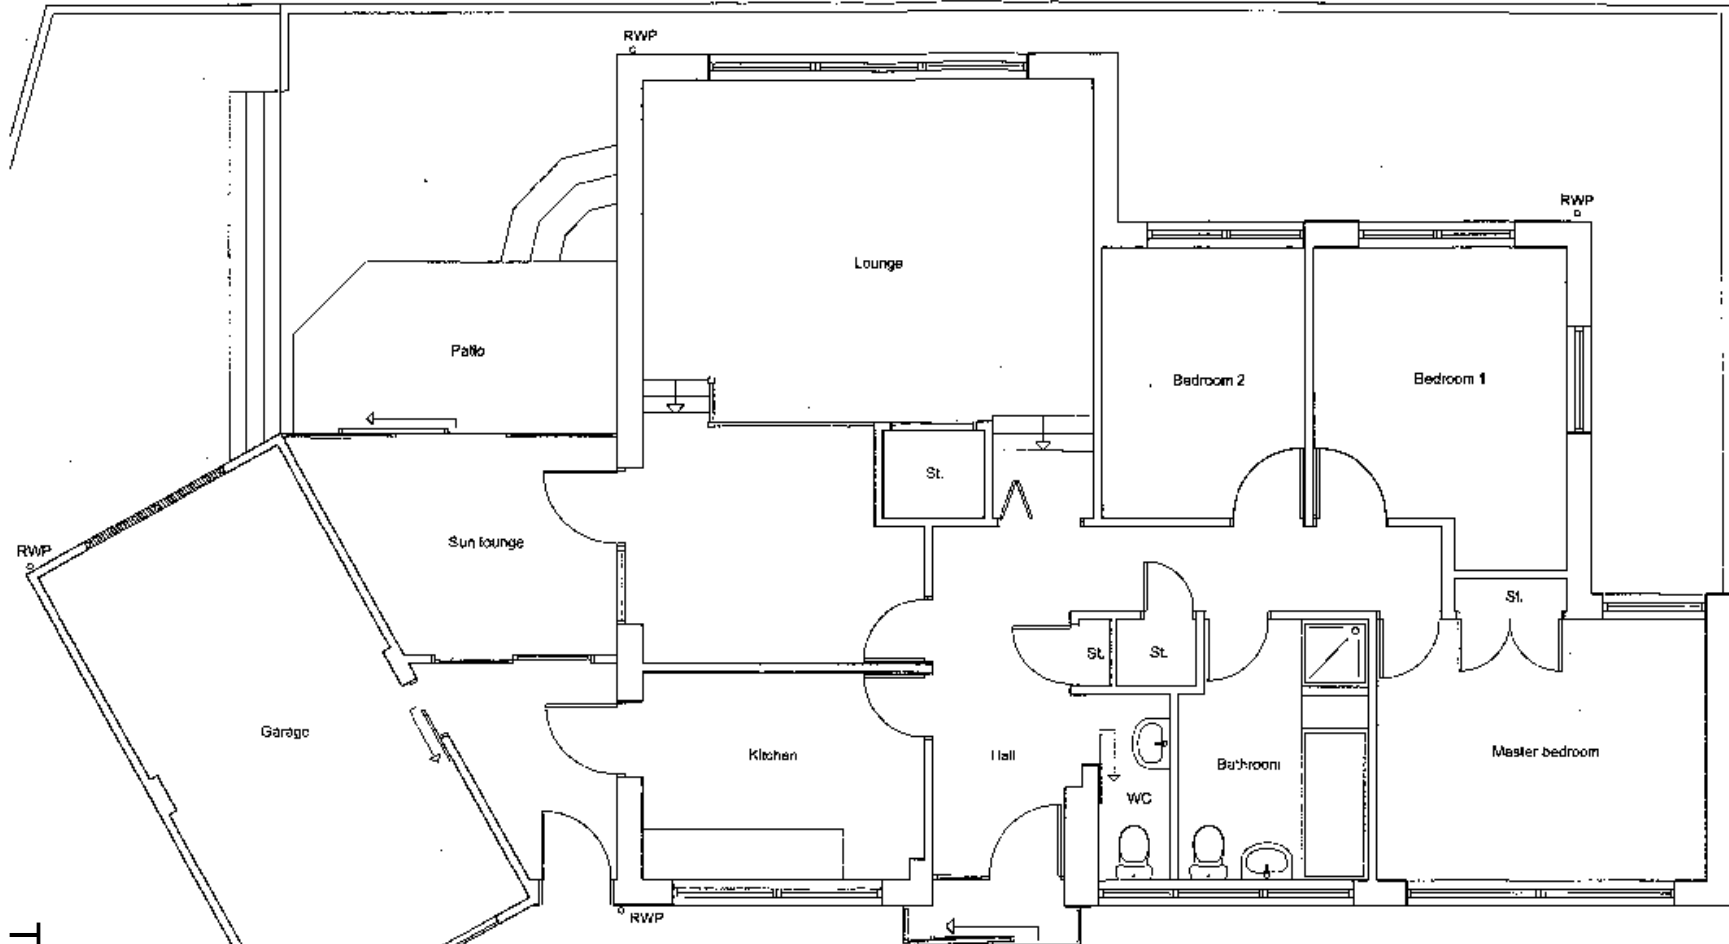 RWP
RWP
Lounge
Patio
Bedroom 2
Bedroom 1
St.
Sun lounge
RWP
St.
St.
St.
Garage
Kitchen
Hall
Bathroom
Master bedroom
WC
RWP
T